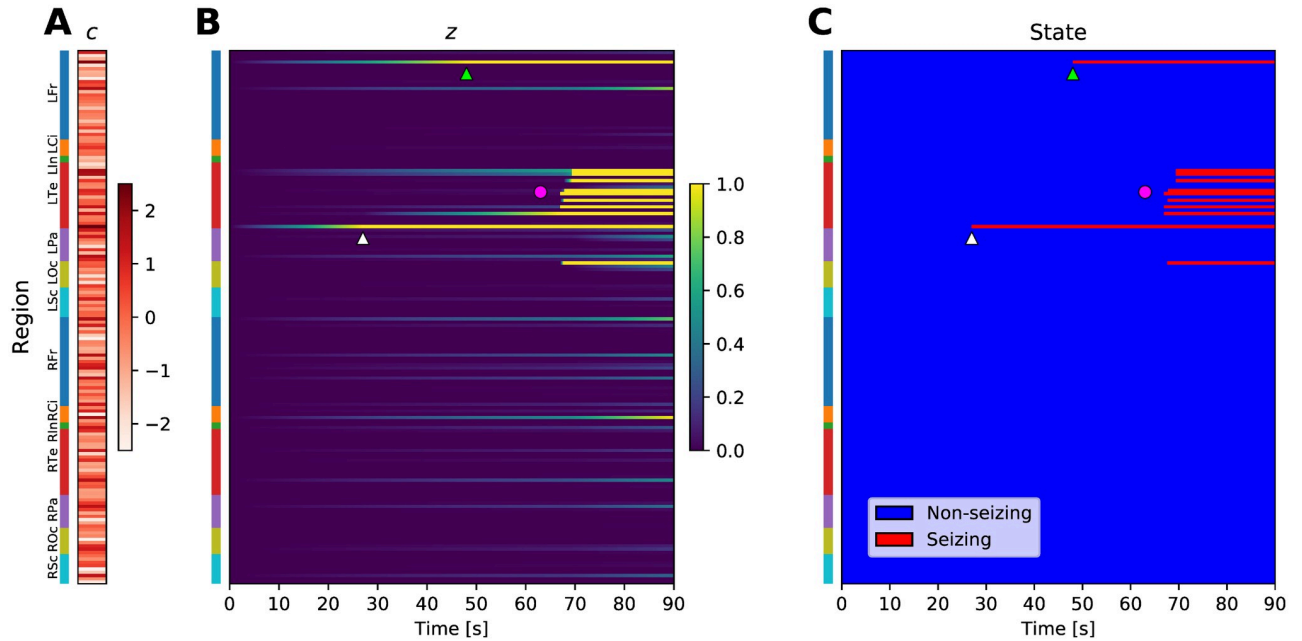 A
c
B
z
C
State
Region
LFr
LIn LCi
LTe
LSc LOc LPa
RFr
RInRCi
RTe
RSc ROc RPa
2
1
0
−1
−2
1.0
0.8
0.6
0.4
0.2
0.0
Non-seizing
Seizing
0 10 20 30 40 50 60 70 80 90
Time [s]
0 10 20 30 40 50 60 70 80 90
Time [s]